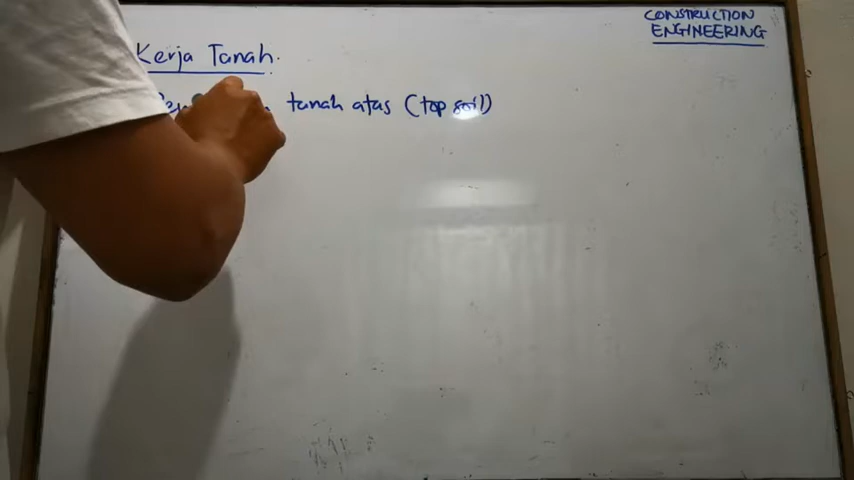 CONSTRUCTION
ENGINEERING
Kerja Tanah.
tanah atas (top soil)